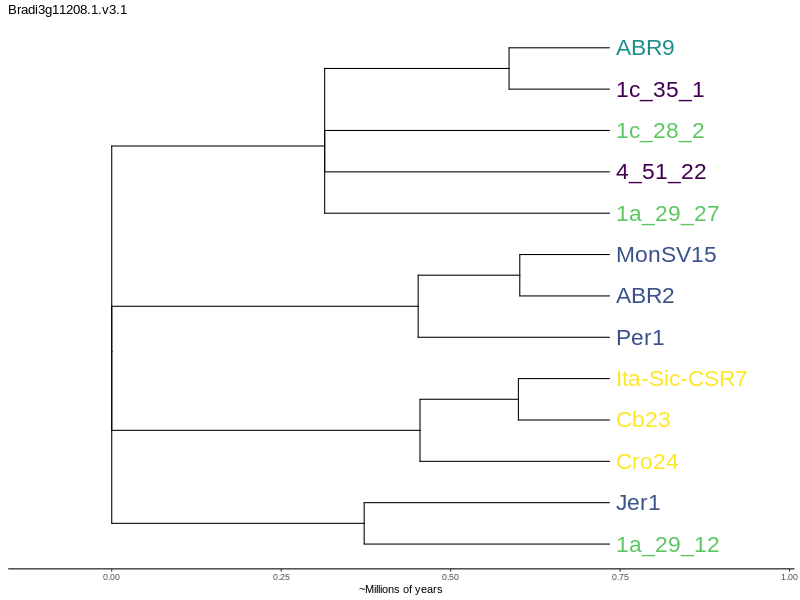 Bradi3g11208.1.v3.1
ABR9
1c_35_1
1c_28_2
4_51_22
1a_29_27
MonSV15
ABR2
Per1
Ita-Sic-CSR7
Cb23
Cro24
Jer1
1a_29_12
0.00 0.25 0.50 0.75 1.00
~Millions of years